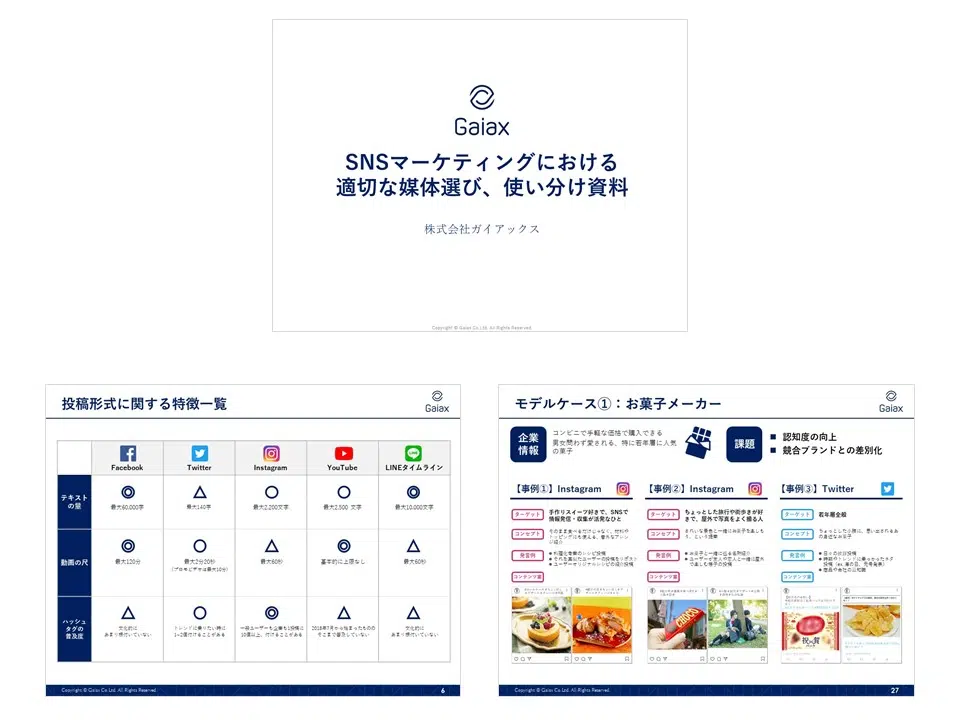 Gaiax
SNSマーケティングにおける
適切な媒体選び、使い分け資料
株式会社ガイアックス
Copyright © Gaiax Co.Ltd. All Rights Reserved.
投稿形式に関する特徴一覧
Gaiax
Facebook
Twitter
Instagram
YouTube
LINEタイムライン
テキスト
の量
◎
△
○
○
◎
最大60,000字
最大140字
最大2,200文字
最大2,500 文字
最大10,000文字
動画の尺
◎
○
△
◎
△
最大120分
最大2分20秒
(プロモビデオは最大10分)
最大60秒
基本的に上限なし
最大60秒
ハッシュ
タグの
普及度
△
○
◎
△
△
文化的は
あまり根付いていない
トレンドに乗りたい時は
1~2個付けることがある
一般ユーザーも企業も1投稿に
10個以上、付けることがある
2018年7月から始まったものの
そこまで普及していない
文化的は
あまり根付いていない
Copyright © Gaiax Co.Ltd. All Rights Reserved.
6
モデルケース①：お菓子メーカー
Gaiax
企業
情報
コンビニで手軽な価格で購入できる
男女問わず愛される、特に若年層に人気
の菓子
課題
■ 認知度の向上
■ 競合ブランドとの差別化
【事例①】Instagram
ターゲット
手作りスイーツ好きで、SNSで
情報発信・収集が活発なひと
コンセプト
発言例
コンテンツ案
【事例②】Instagram
ターゲット
ちょっとした旅行や街歩きが好
きで、屋外で写真をよく撮る人
コンセプト
発言例
コンテンツ案
【事例③】Twitter
ターゲット
若年層全般
コンセプト
発言例
コンテンツ案
Copyright © Gaiax Co.Ltd. All Rights Reserved.
27